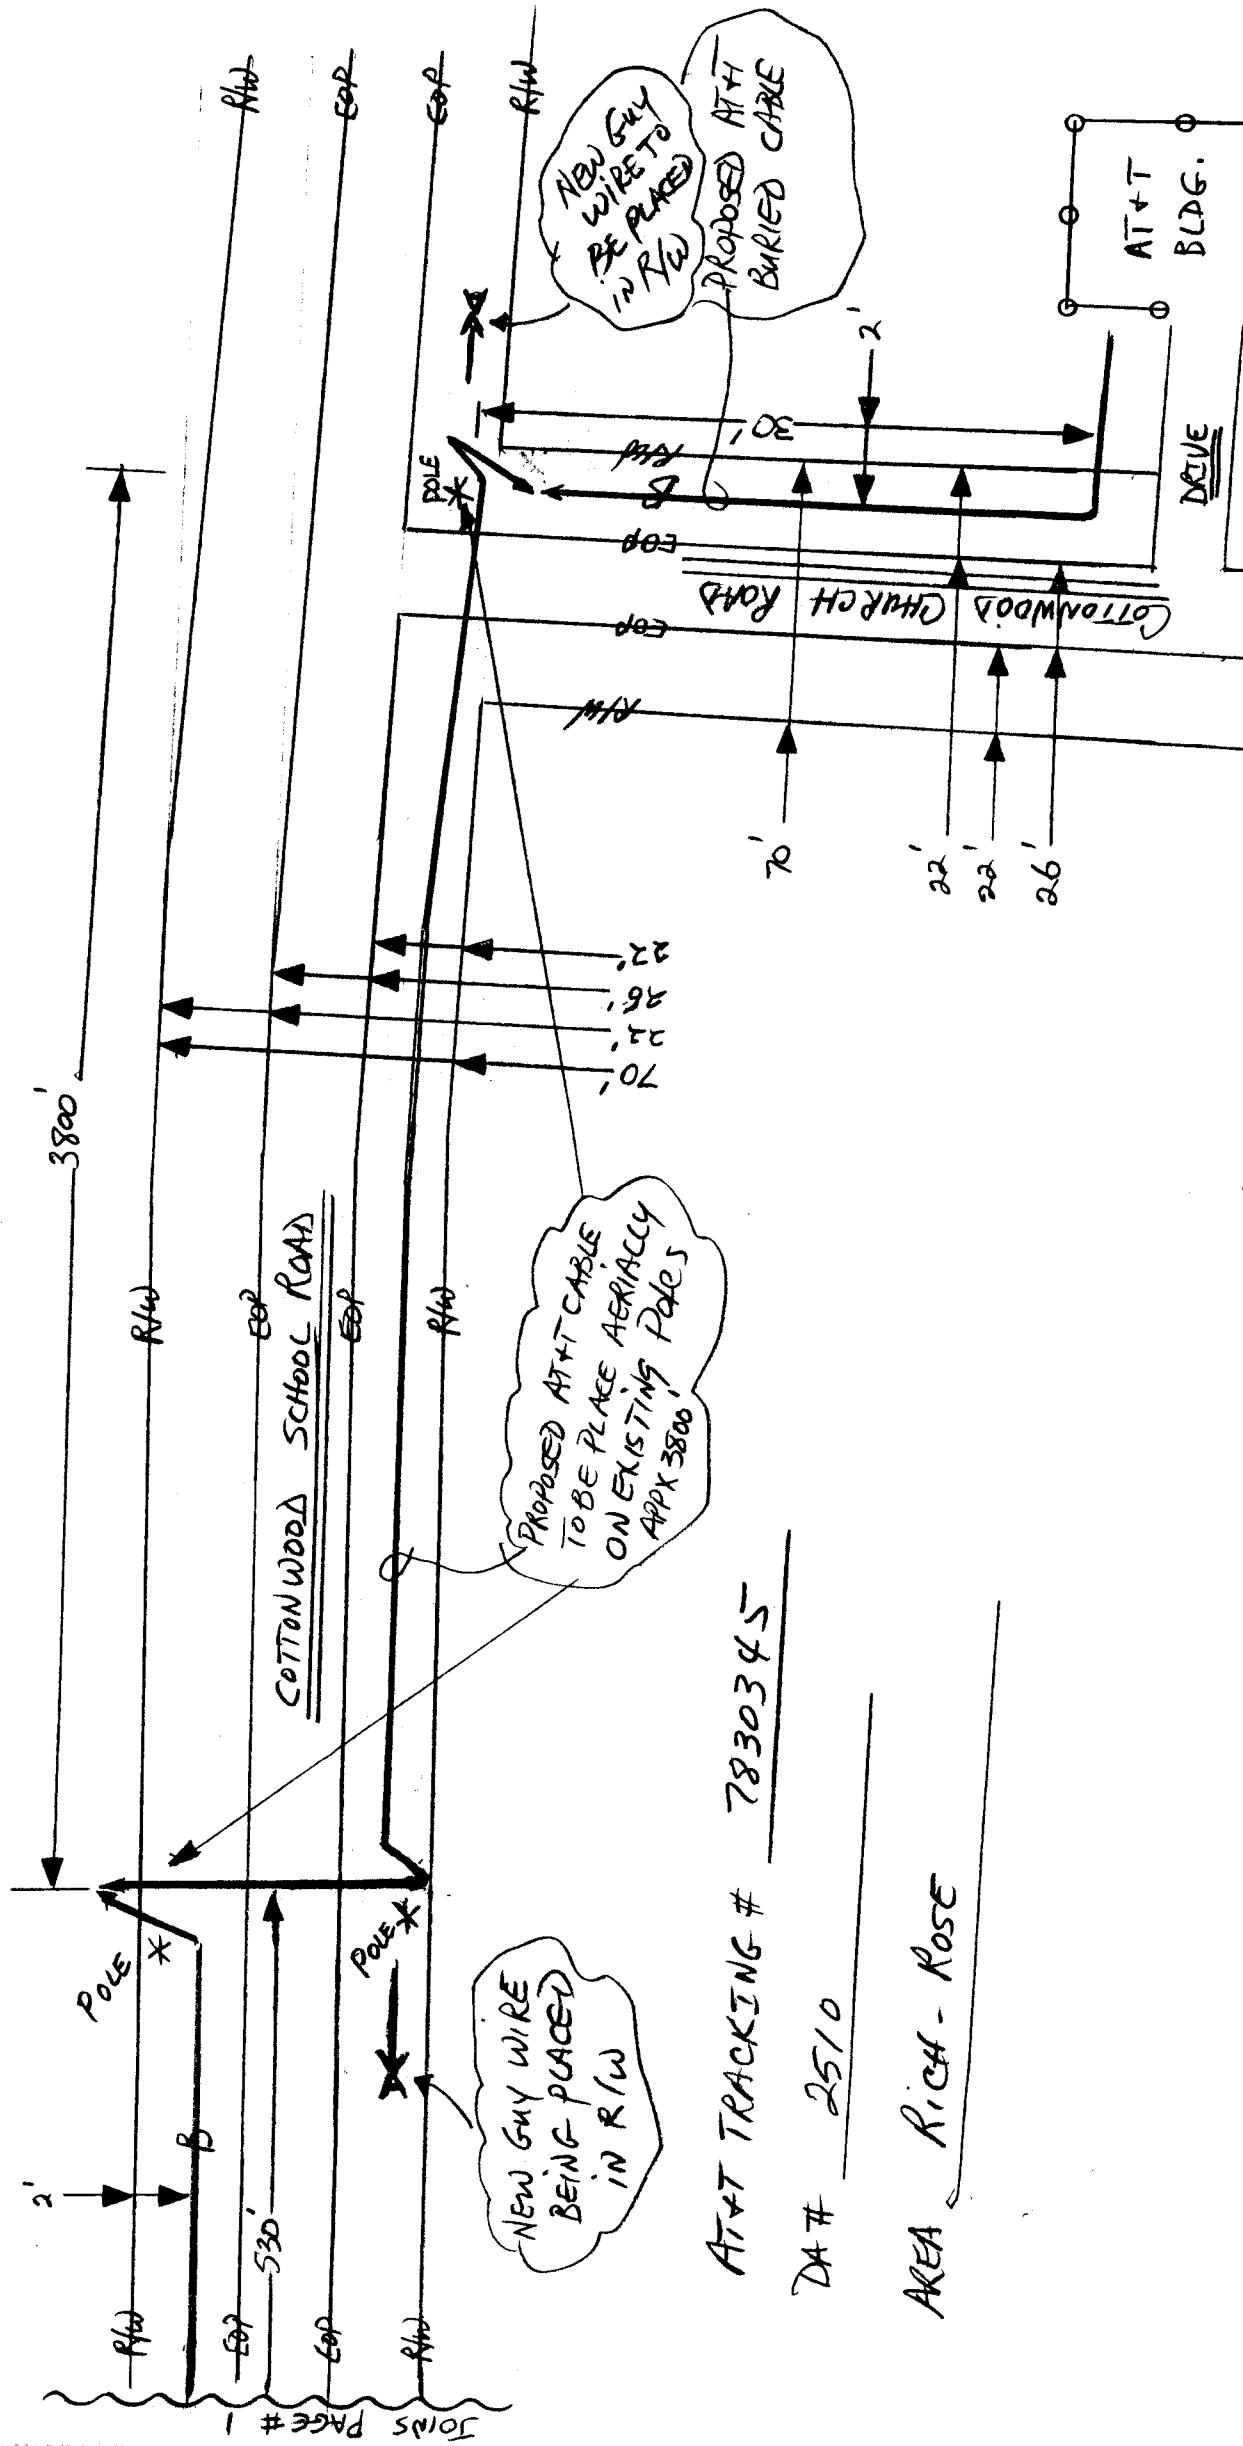 JOINS PAGE # 1
2'
R/W
B
EOP
530'
EOP
R/W
POLE
POLE
3800'
R/W
EOP
COTTONWOOD SCHOOL ROAD
EOP
R/W
NEW GUY WIRE
BEING PLACED
IN R/W
PROPOSED AT&T CABLE
TO BE PLACE AERIALLY
ON EXISTING POLES
APPX 3800'
70'
22'
26'
22'
R/W
EOP
EOP
R/W
POLE
NEW GUY
WIRE TO
BE PLACED
IN R/W
PROPOSED AT&T
BURIED CABLE
R/W
EOP
EOP
R/W
B
30'
2'
COTTONWOOD CHURCH ROAD
70'
22'
22'
26'
AT&T
BLDG.
DRIVE
AT&T TRACKING # 7830345
DA # 2510
AREA RICH - ROSE